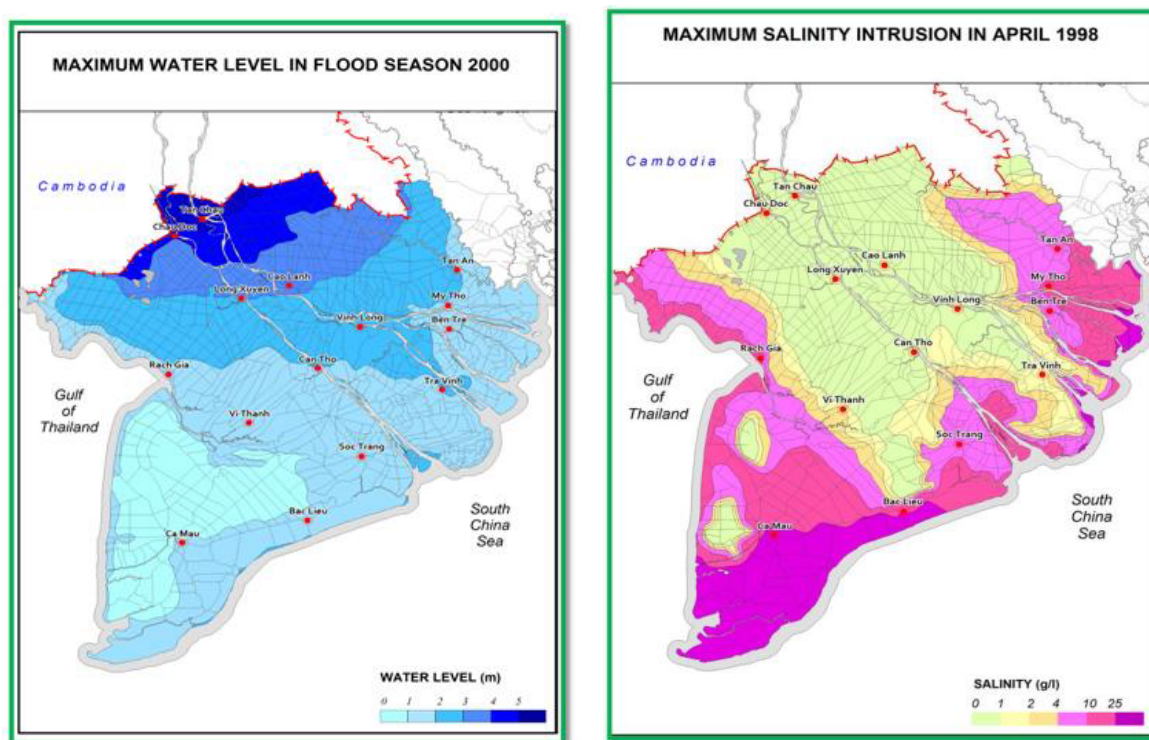 MAXIMUM WATER LEVEL IN FLOOD SEASON 2000
Cambodia
Tan Chau
Chau Doc
Tan An
Cao Lanh
Long Xuyen
My Tho
Ben Tre
Vinh Long
Rach Gia
Can Tho
Tra Vinh
Gulf
of
Thailand
Vi Thanh
Soc Trang
South
China
Sea
Bac Lieu
Ca Mau
WATER LEVEL (m)
0 1 2 3 4 5
MAXIMUM SALINITY INTRUSION IN APRIL 1998
Cambodia
Tan Chau
Chau Doc
Tan An
Cao Lanh
Long Xuyen
My Tho
Ben Tre
Vinh Long
Can Tho
Rach Gia
Tra Vinh
Gulf
of
Thailand
Vi Thanh
Soc Trang
Bac Lieu
South
China
Sea
Ca Mau
SALINITY (g/l)
0 1 2 4 10 25